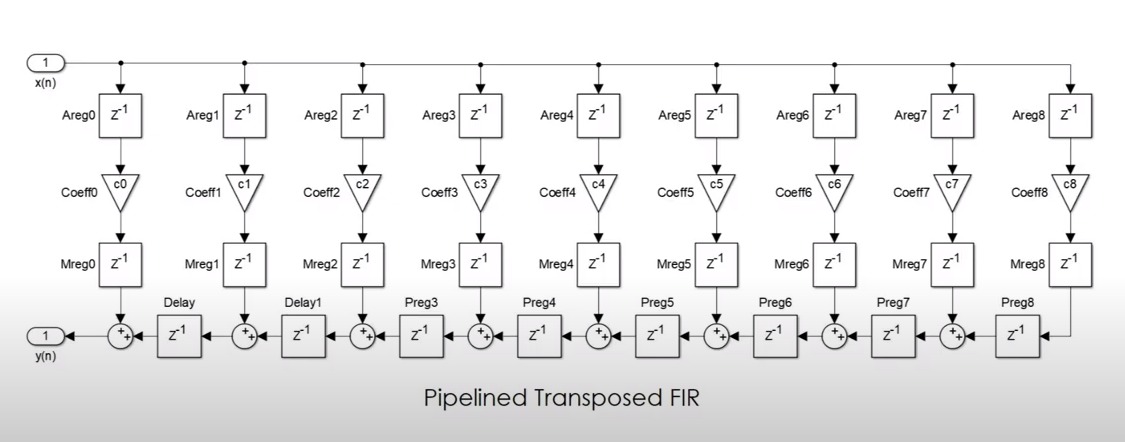 1
x(n)
Areg0 z-1 Areg1 z-1 Areg2 z-1 Areg3 z-1 Areg4 z-1 Areg5 z-1 Areg6 z-1 Areg7 z-1 Areg8 z-1
Coeff0 c0 Coeff1 c1 Coeff2 c2 Coeff3 c3 Coeff4 c4 Coeff5 c5 Coeff6 c6 Coeff7 c7 Coeff8 c8
Mreg0 z-1 Mreg1 z-1 Mreg2 z-1 Mreg3 z-1 Mreg4 z-1 Mreg5 z-1 Mreg6 z-1 Mreg7 z-1 Mreg8 z-1
Delay Delay1 Preg3 Preg4 Preg5 Preg6 Preg7 Preg8
1 ++ z-1 ++ z-1 ++ z-1 ++ z-1 ++ z-1 ++ z-1 ++ z-1 ++ z-1
y(n)
Pipelined Transposed FIR